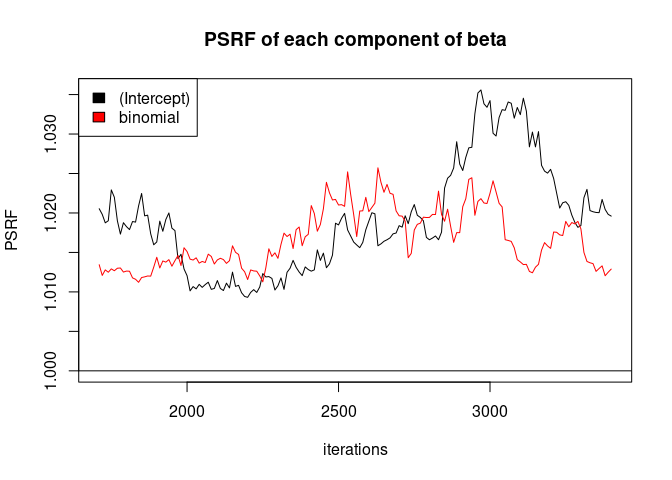 PSRF of each component of beta
(Intercept)
binomial
PSRF
1.030
1.020
1.010
1.000
2000
2500
3000
iterations